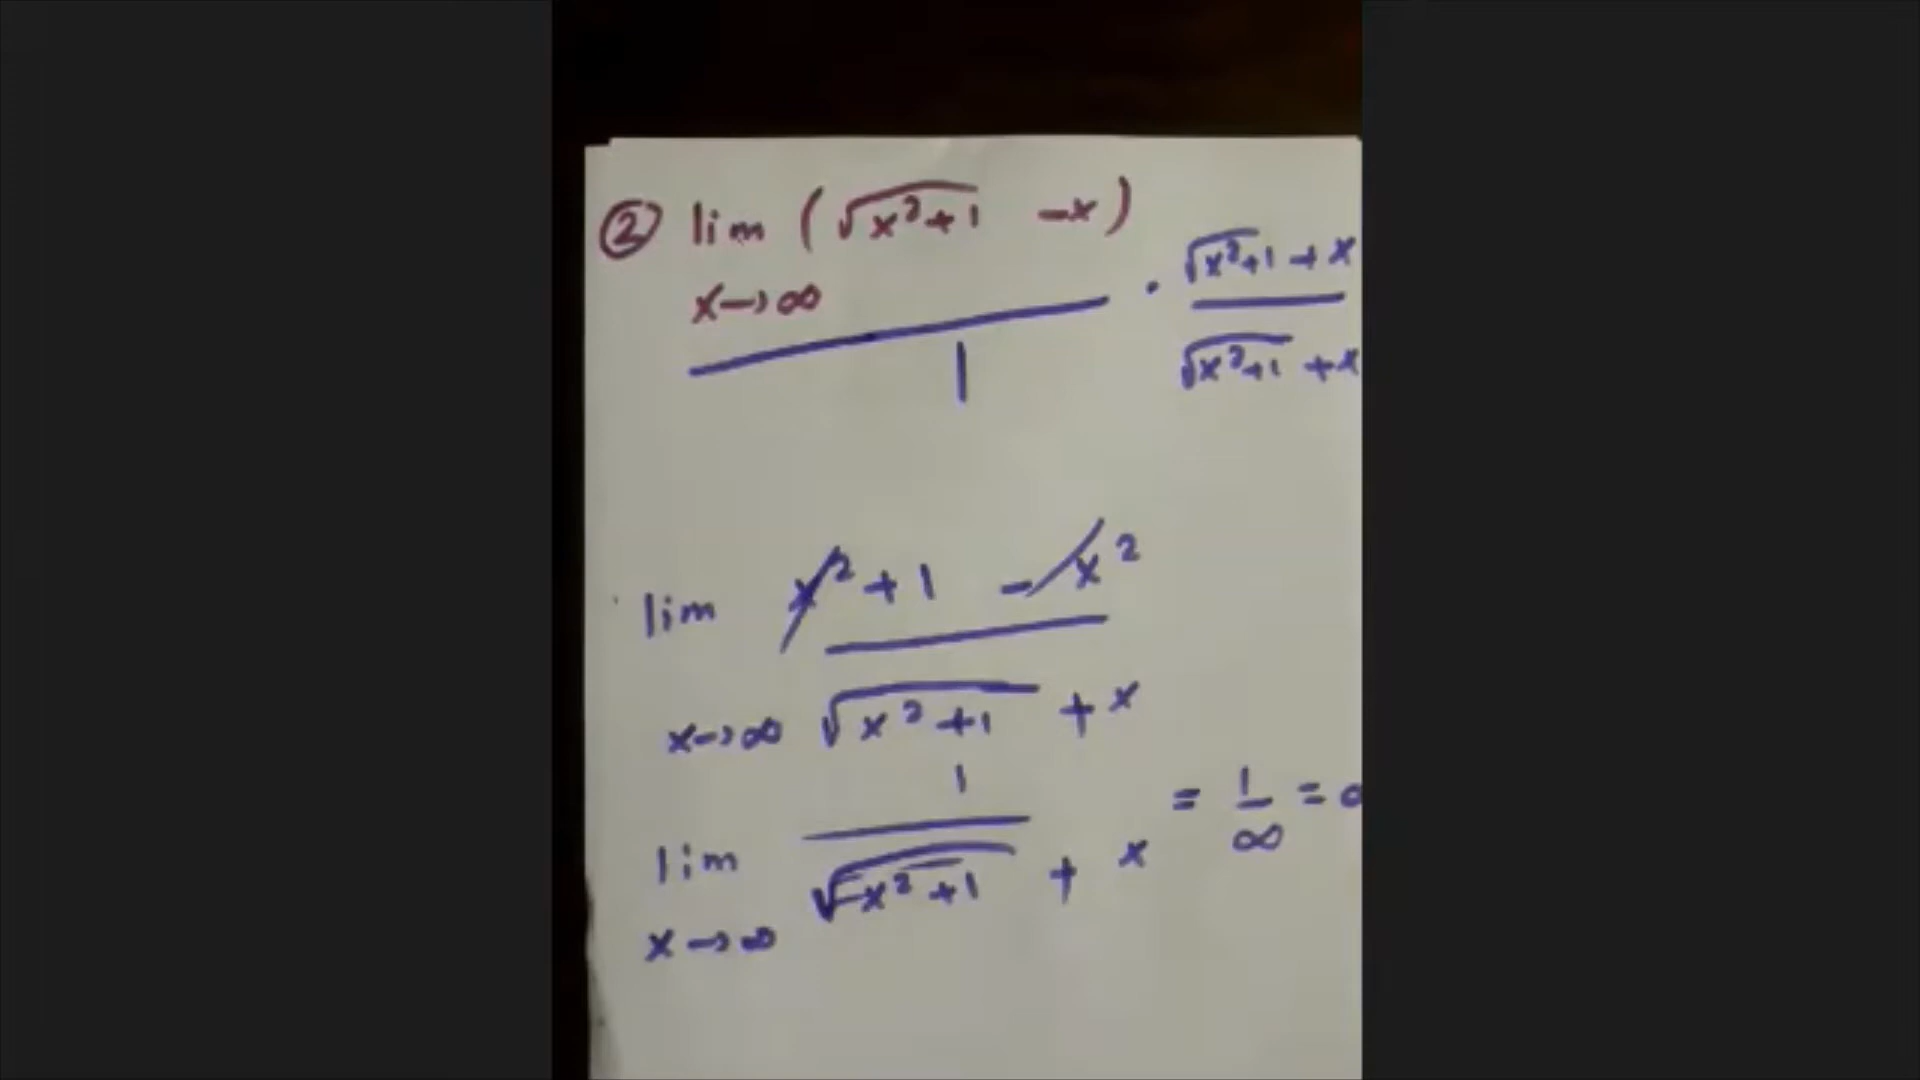 ② lim (√x²+1 -x)
x→∞
1
· √x²+1 + x
√x²+1 + x
lim x²+1 - x²
x→∞ √x²+1 + x
1
lim √x²+1 + x = 1/∞ = 0
x→∞